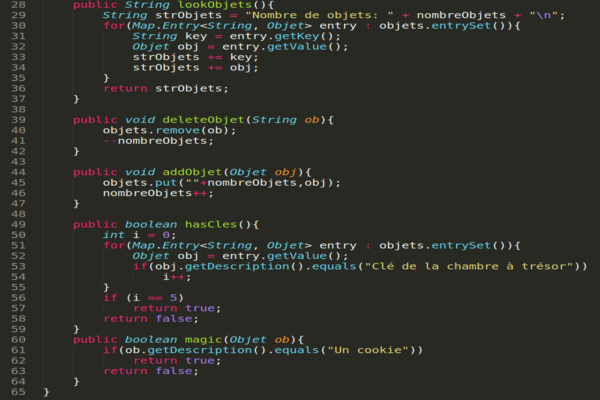 28 public String lookObjets(){
29 String strObjets = "Nombre de objets: " + nombreObjets + "\n";
30 for(Map.Entry<String, Objet> entry : objets.entrySet()){
31 String key = entry.getKey();
32 Objet obj = entry.getValue();
33 strObjets += key;
34 strObjets += obj;
35 }
36 return strObjets;
37 }
38
39 public void deleteObjet(String ob){
40 objets.remove(ob);
41 --nombreObjets;
42 }
43
44 public void addObjet(Objet obj){
45 objets.put(""+nombreObjets,obj);
46 nombreObjets++;
47 }
48
49 public boolean hasCles(){
50 int i = 0;
51 for(Map.Entry<String, Objet> entry : objets.entrySet()){
52 Objet obj = entry.getValue();
53 if(obj.getDescription().equals("Clé de la chambre à trésor"))
54 i++;
55 }
56 if (i == 5)
57 return true;
58 return false;
59 }
60 public boolean magic(Objet ob){
61 if(ob.getDescription().equals("Un cookie"))
62 return true;
63 return false;
64 }
65 }